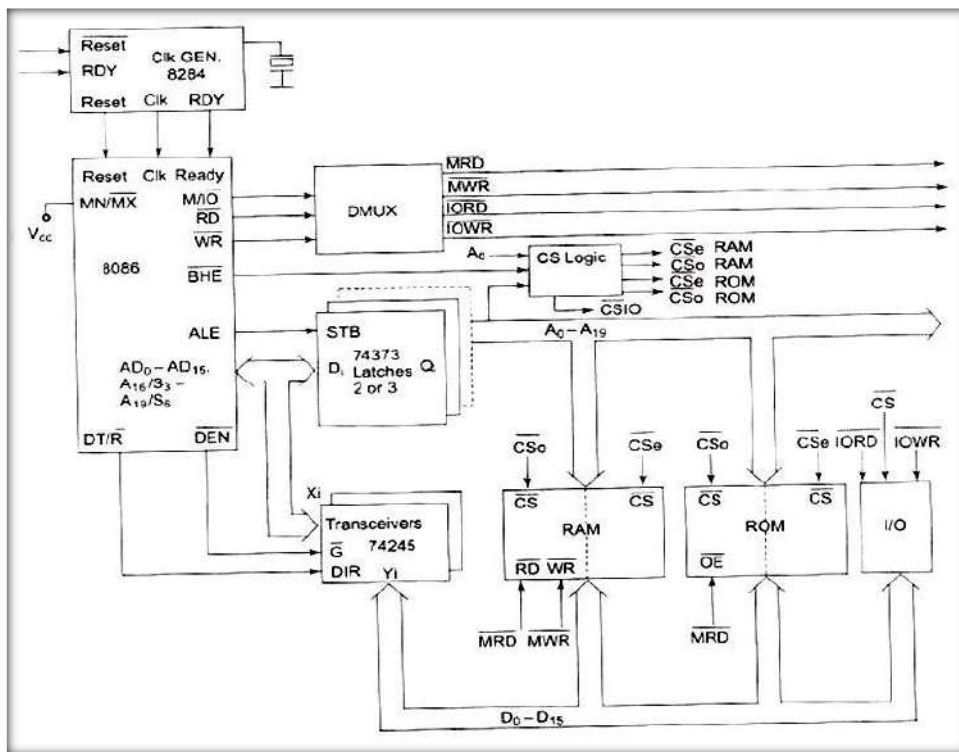 Reset
RDY
Clk GEN.
8284
Reset Clk RDY
Reset Clk Ready
MN/MX
M/IO
RD
WR
Vcc
8086
BHE
ALE
AD0 – AD15.
A16/S3 –
A19/S6
DT/R
DEN
DMUX
MRD
MWR
IORD
IOWR
A0
CS Logic
CSe RAM
CSo RAM
CSe ROM
CSo ROM
CSIO
A0 – A19
STB
Di
74373
Latches
2 or 3
Q
Xi
Transceivers
74245
G
DIR
Yi
CSo
CSe
CS
CS
RAM
RD WR
MRD
MWR
CSo
CSe
CS
CS
ROM
OE
MRD
CS
IORD
IOWR
I/O
D0 – D15